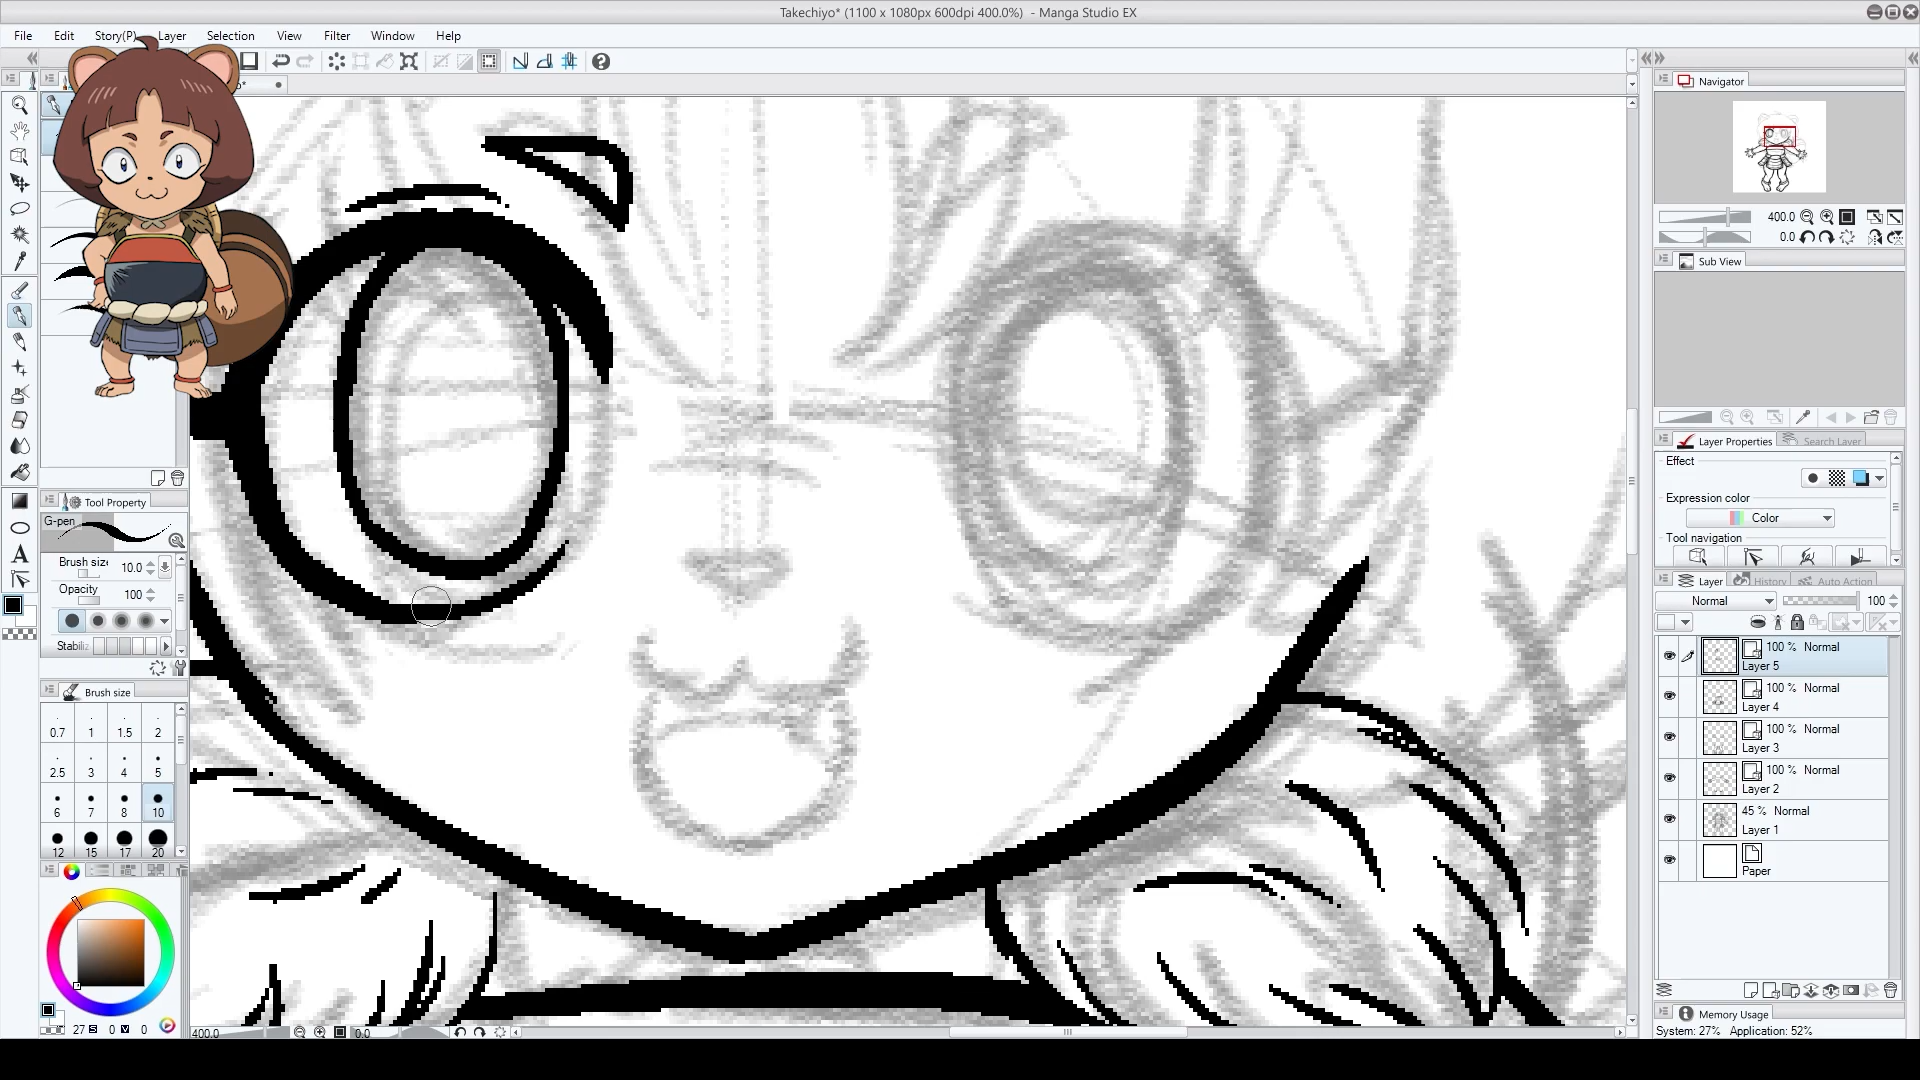 Takechiyo* (1100 x 1080px 600dpi 400.0%) - Manga Studio EX
File Edit Story(P) Layer Selection View Filter Window Help
Navigator
400.0
0.0
Sub View
Layer Properties Search Layer
Effect
Expression color
Color
Tool navigation
Layer History Auto Action
Normal 100
100 % Normal
Layer 5
100 % Normal
Layer 4
100 % Normal
Layer 3
100 % Normal
Layer 2
45 % Normal
Layer 1
Paper
Memory Usage
System: 27% Application: 52%
Tool Property
G-pen
Brush size 10.0
Opacity 100
Stabiliz
Brush size
0.7 1 1.5 2
2.5 3 4 5
6 7 8 10
12 15 17 20
27 S 0 V 0
400.0 0.0